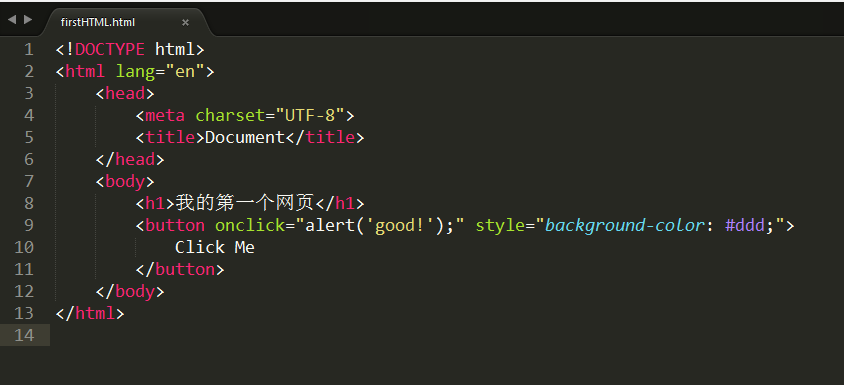 firstHTML.html ×
1 <!DOCTYPE html>
2 <html lang="en">
3     <head>
4         <meta charset="UTF-8">
5         <title>Document</title>
6     </head>
7     <body>
8         <h1>我的第一个网页</h1>
9         <button onclick="alert('good!');" style="background-color: #ddd;">
10             Click Me
11         </button>
12     </body>
13 </html>
14